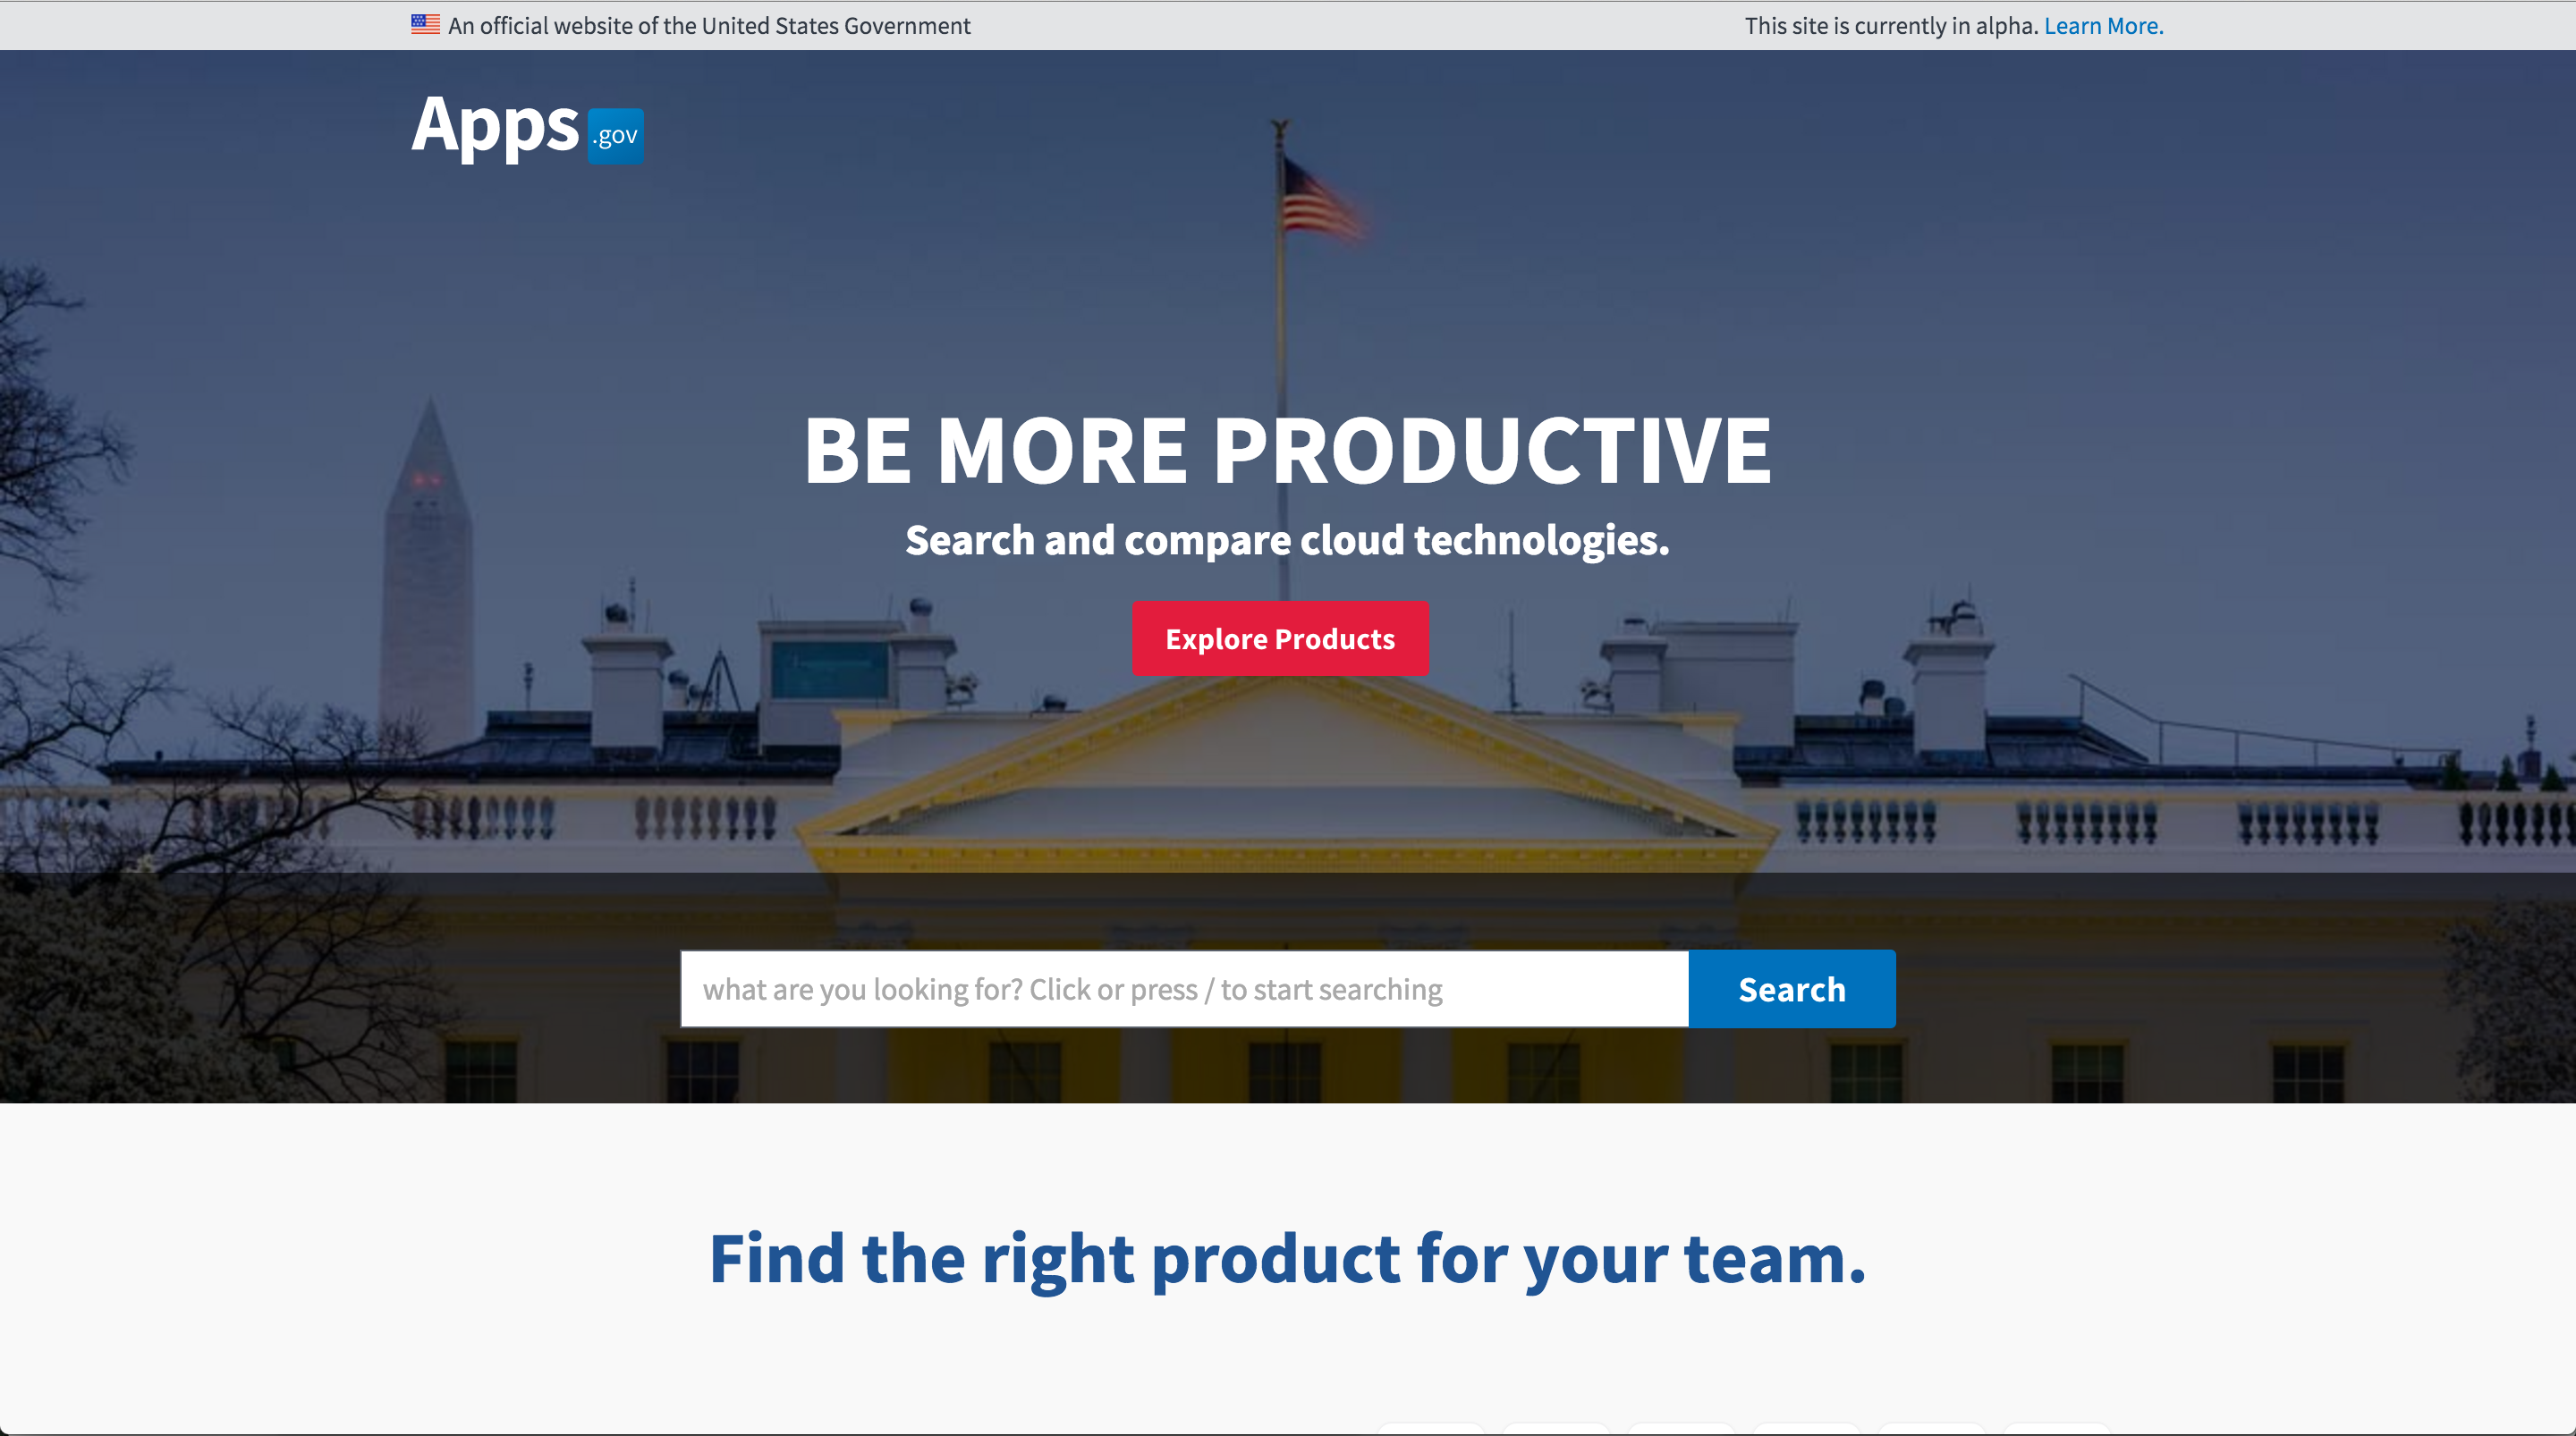 An official website of the United States Government
This site is currently in alpha. Learn More.
Apps .gov
BE MORE PRODUCTIVE
Search and compare cloud technologies.
Explore Products
what are you looking for? Click or press / to start searching
Search
Find the right product for your team.